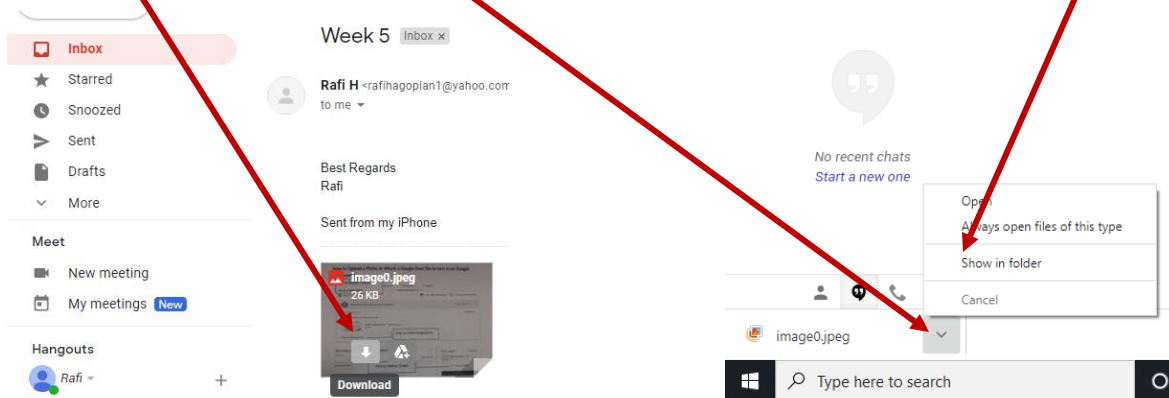 Inbox
Starred
Snoozed
Sent
Drafts
More
Meet
New meeting
My meetings New
Hangouts
Rafi
Week 5 Inbox x
Rafi H <rafihagopian1@yahoo.com
to me
Best Regards
Rafi
Sent from my iPhone
image0.jpeg
26 KB
Download
No recent chats
Start a new one
Open
Always open files of this type
Show in folder
Cancel
image0.jpeg
Type here to search